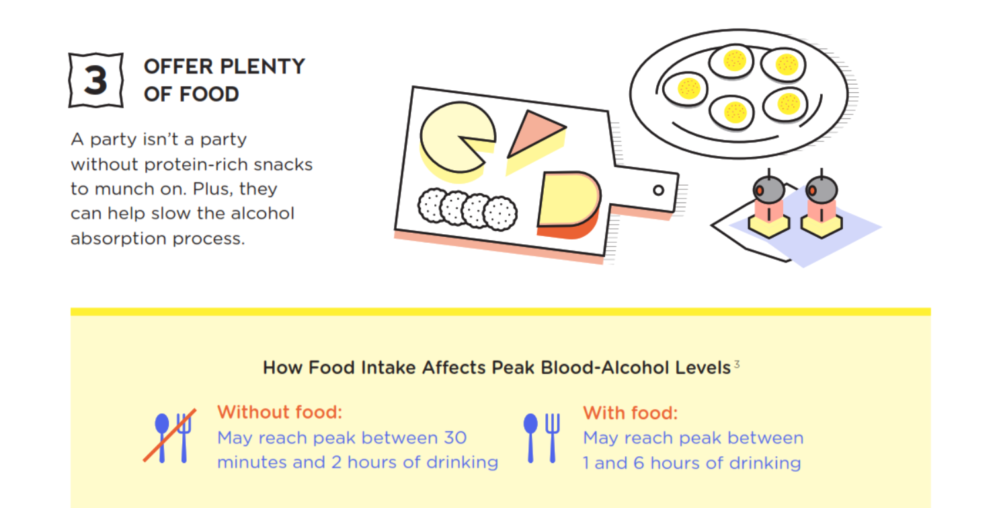 3
OFFER PLENTY
OF FOOD
A party isn’t a party
without protein-rich snacks
to munch on. Plus, they
can help slow the alcohol
absorption process.
How Food Intake Affects Peak Blood-Alcohol Levels 3
Without food:
May reach peak between 30
minutes and 2 hours of drinking
With food:
May reach peak between
1 and 6 hours of drinking